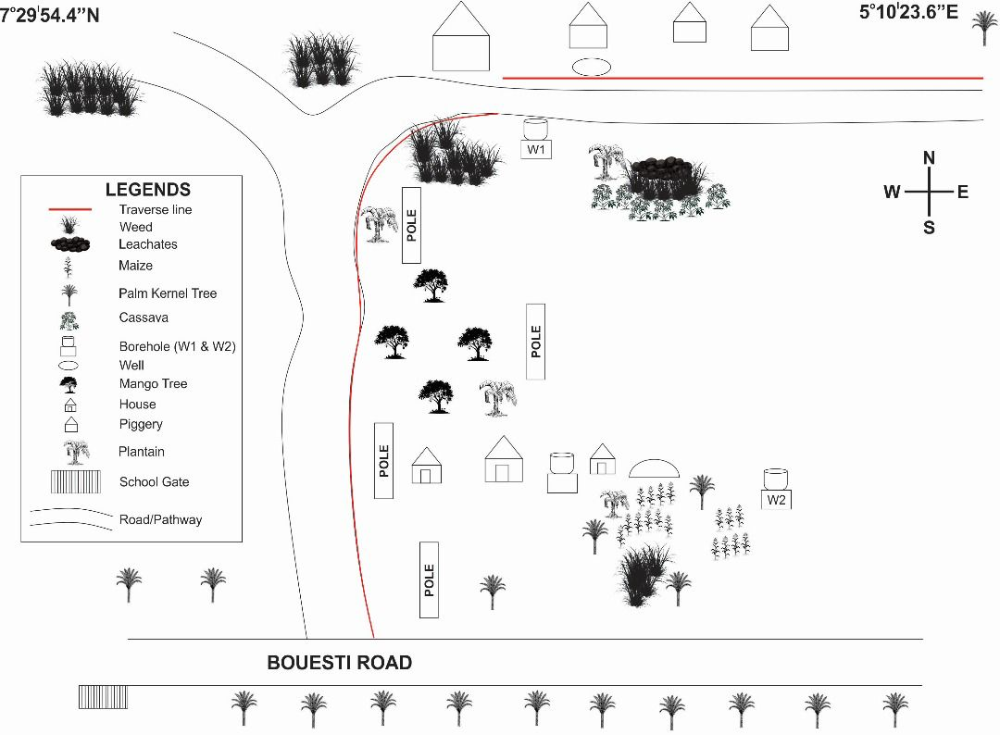 7°29'54.4”N
5°10'23.6”E
W1
N
W E
S
LEGENDS
Traverse line
Weed
Leachates
Maize
Palm Kernel Tree
Cassava
Borehole (W1 & W2)
Well
Mango Tree
House
Piggery
Plantain
School Gate
Road/Pathway
POLE
POLE
POLE
W2
POLE
BOUESTI ROAD